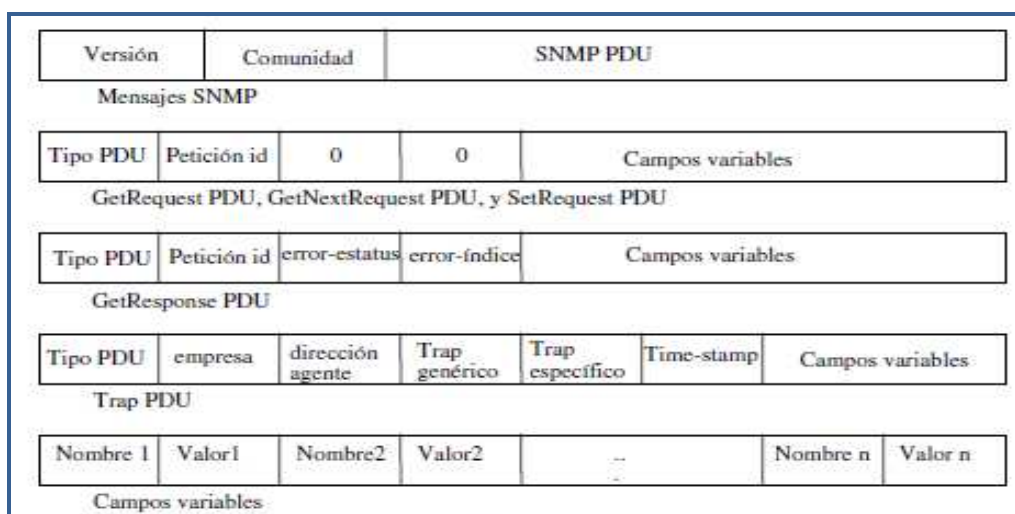 Versión Comunidad SNMP PDU
Mensajes SNMP
Tipo PDU Petición id 0 0 Campos variables
GetRequest PDU, GetNextRequest PDU, y SetRequest PDU
Tipo PDU Petición id error-estatus error-índice Campos variables
GetResponse PDU
Tipo PDU empresa dirección agente Trap genérico Trap específico Time-stamp Campos variables
Trap PDU
Nombre 1 Valor1 Nombre2 Valor2 .. Nombre n Valor n
Campos variables